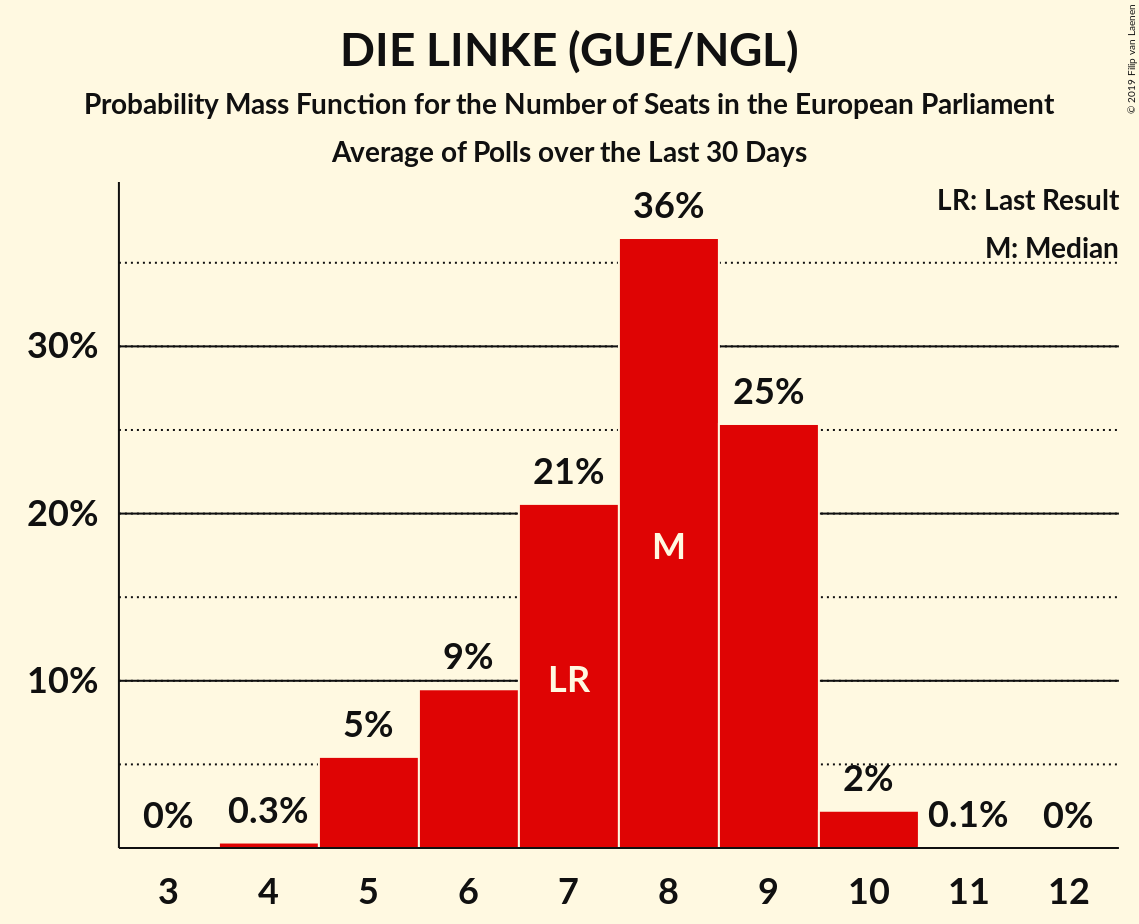 DIE LINKE (GUE/NGL)
Probability Mass Function for the Number of Seats in the European Parliament
Average of Polls over the Last 30 Days
© 2019 Filip van Laenen
LR: Last Result
M: Median
36%
30%
25%
21%
20%
M
9%
LR
10%
5%
2%
0%
0.3%
0.1%
0%
3 4 5 6 7 8 9 10 11 12